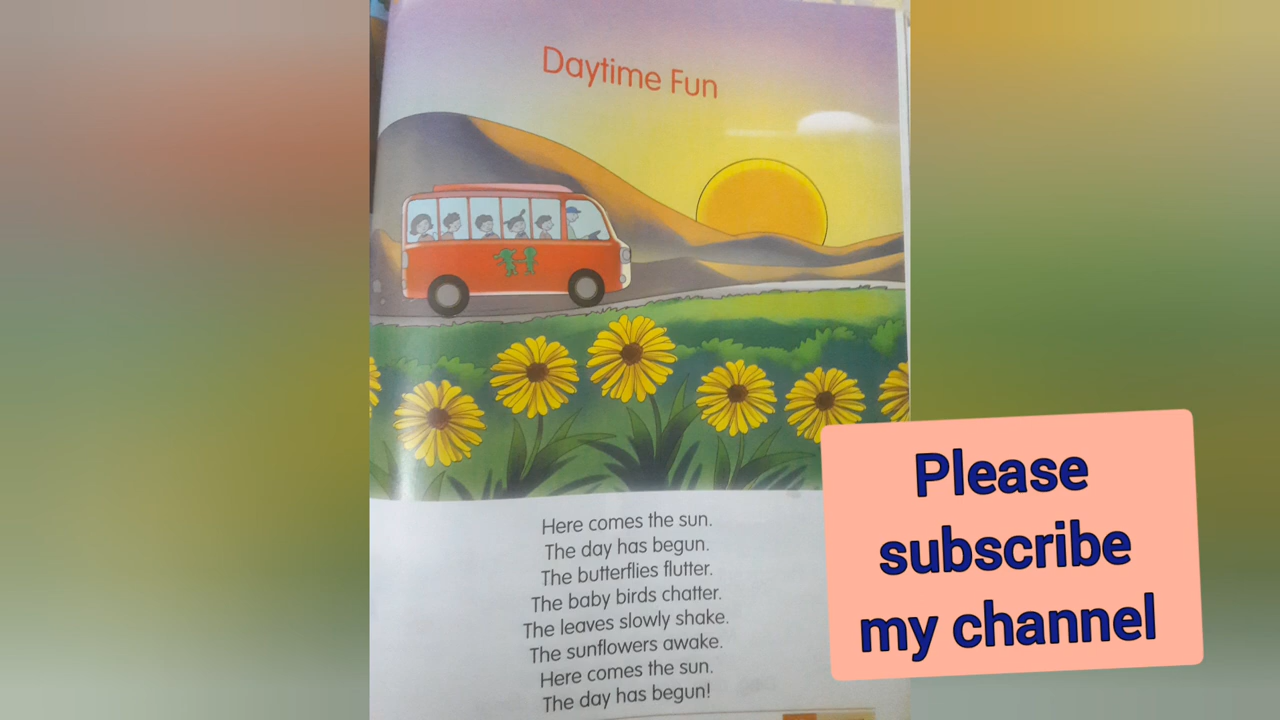 Daytime Fun
Here comes the sun.
The day has begun.
The butterflies flutter.
The baby birds chatter.
The leaves slowly shake.
The sunflowers awake.
Here comes the sun.
The day has begun!
Please
subscribe
my channel